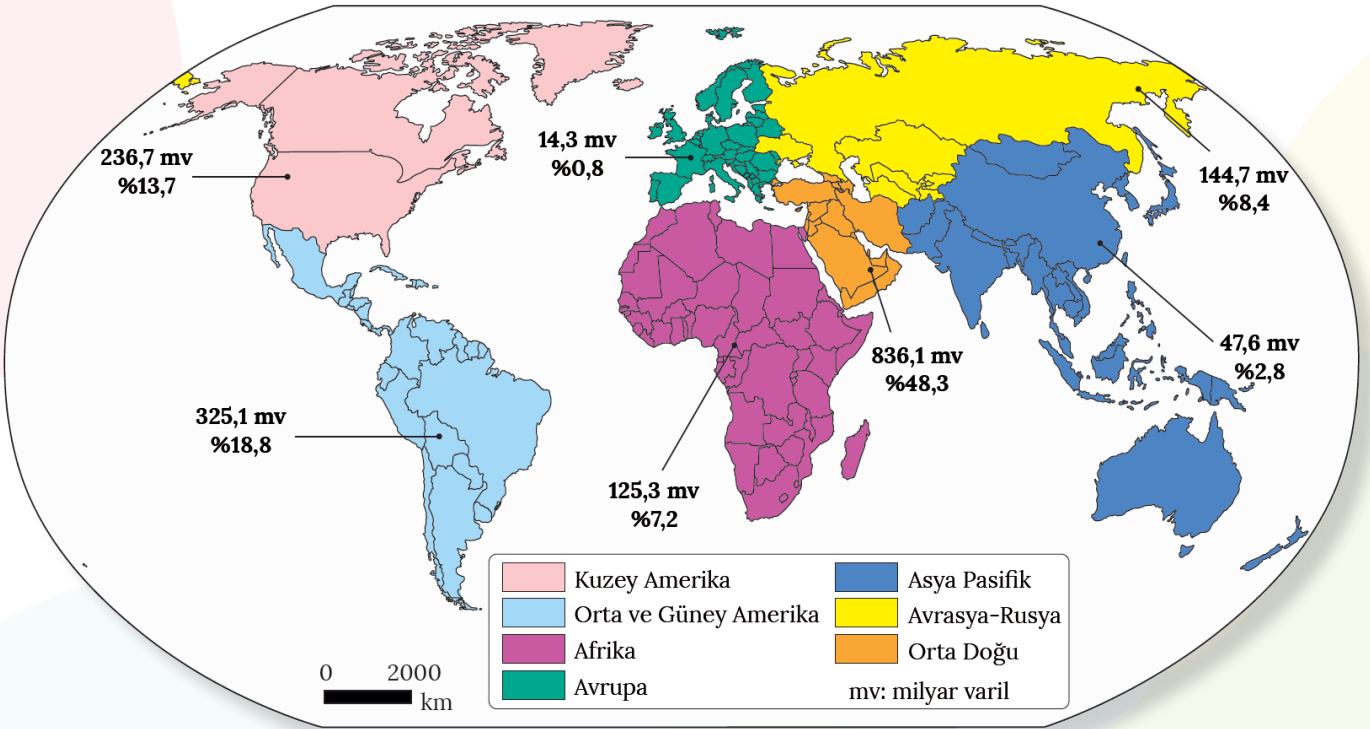 236,7 mv
%13,7
14,3 mv
%0,8
144,7 mv
%8,4
47,6 mv
%2,8
836,1 mv
%48,3
325,1 mv
%18,8
125,3 mv
%7,2
Kuzey Amerika
Orta ve Güney Amerika
Afrika
Avrupa
Asya Pasifik
Avrasya-Rusya
Orta Doğu
mv: milyar varil
0 2000
km